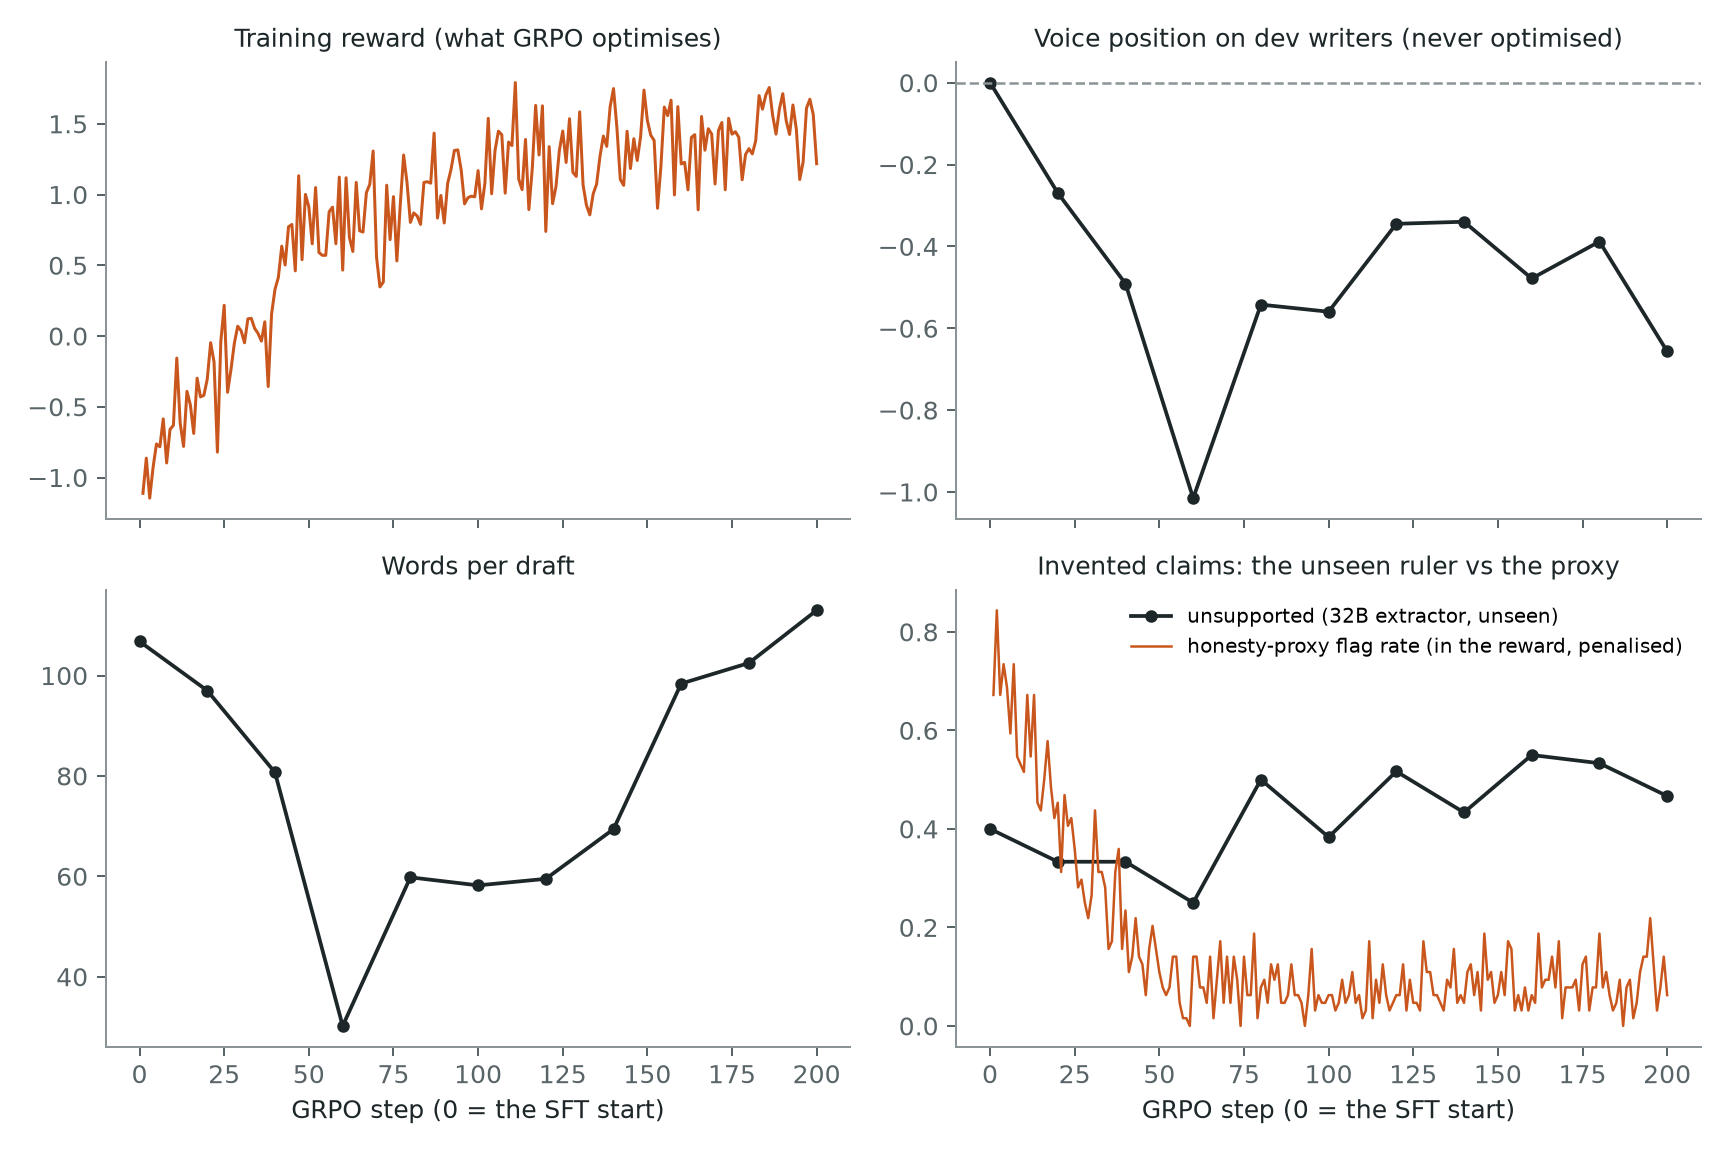 Training reward (what GRPO optimises)
1.5
1.0
0.5
0.0
−0.5
−1.0
Voice position on dev writers (never optimised)
0.0
−0.2
−0.4
−0.6
−0.8
−1.0
Words per draft
100
80
60
40
0 25 50 75 100 125 150 175 200
GRPO step (0 = the SFT start)
Invented claims: the unseen ruler vs the proxy
unsupported (32B extractor, unseen)
honesty-proxy flag rate (in the reward, penalised)
0.8
0.6
0.4
0.2
0.0
0 25 50 75 100 125 150 175 200
GRPO step (0 = the SFT start)